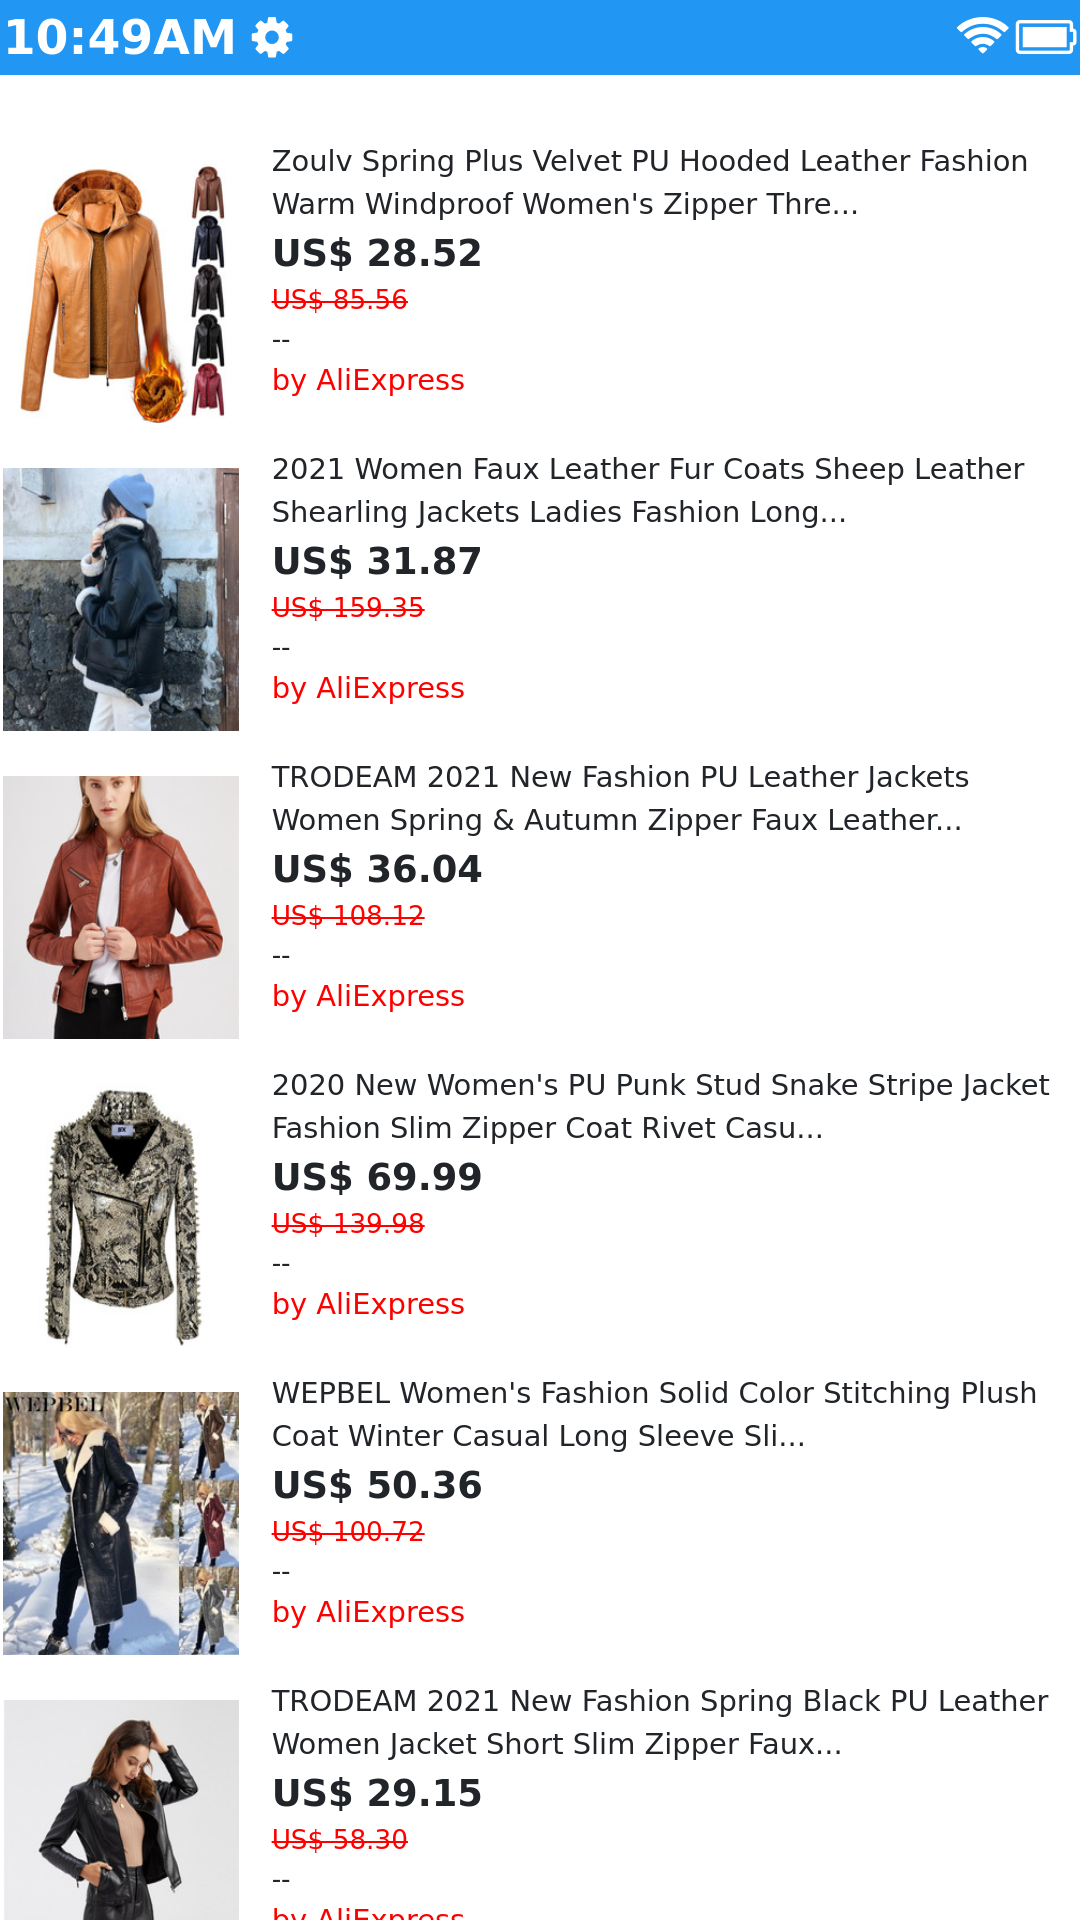 10:49AM
Zoulv Spring Plus Velvet PU Hooded Leather Fashion
Warm Windproof Women's Zipper Thre...
US$ 28.52
US$ 85.56
--
by AliExpress
2021 Women Faux Leather Fur Coats Sheep Leather
Shearling Jackets Ladies Fashion Long...
US$ 31.87
US$ 159.35
--
by AliExpress
TRODEAM 2021 New Fashion PU Leather Jackets
Women Spring & Autumn Zipper Faux Leather...
US$ 36.04
US$ 108.12
--
by AliExpress
2020 New Women's PU Punk Stud Snake Stripe Jacket
Fashion Slim Zipper Coat Rivet Casu...
US$ 69.99
US$ 139.98
--
by AliExpress
WEPBEL
WEPBEL Women's Fashion Solid Color Stitching Plush
Coat Winter Casual Long Sleeve Sli...
US$ 50.36
US$ 100.72
--
by AliExpress
TRODEAM 2021 New Fashion Spring Black PU Leather
Women Jacket Short Slim Zipper Faux...
US$ 29.15
US$ 58.30
--
by AliExpress